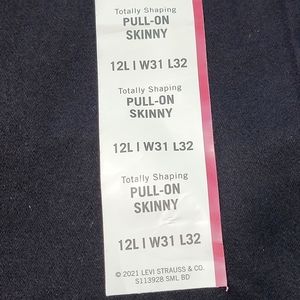 Totally Shaping
PULL-ON
SKINNY
12L | W31 L32
Totally Shaping
PULL-ON
SKINNY
12L | W31 L32
Totally Shaping
PULL-ON
SKINNY
12L | W31 L32
© 2021 LEVI STRAUSS & CO.
S113928 SML BD